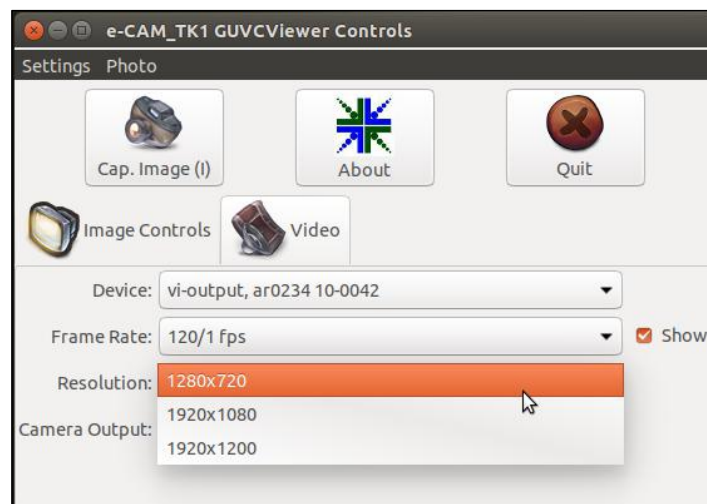 e-CAM_TK1 GUVCViewer Controls
Settings Photo
Cap. Image (I) About Quit
Image Controls Video
Device: vi-output, ar0234 10-0042
Frame Rate: 120/1 fps Show
Resolution: 1280x720
1920x1080
Camera Output:
1920x1200